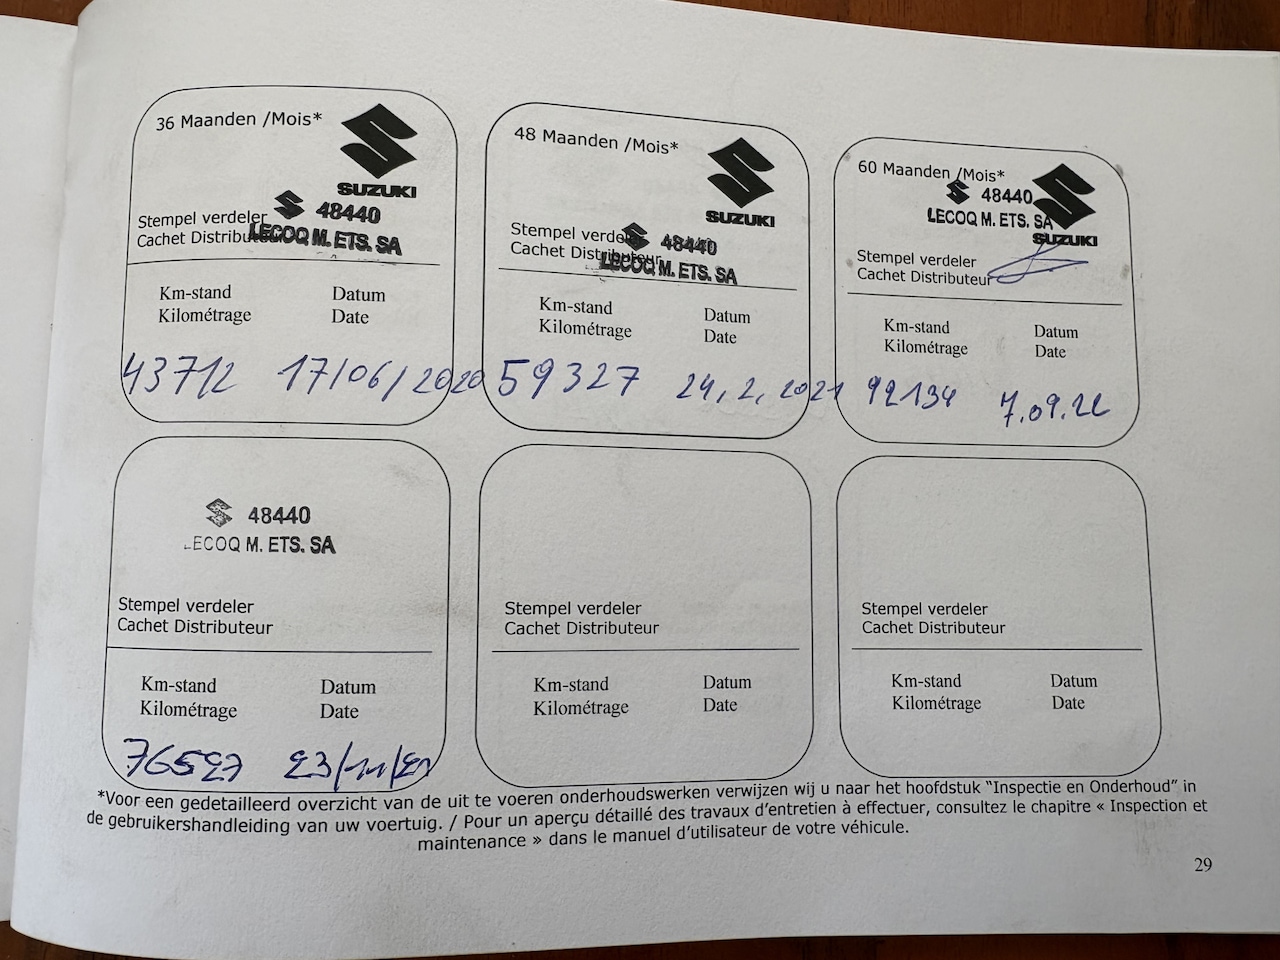 36 Maanden /Mois*
SUZUKI
48440
LECOQ M. ETS. SA
Stempel verdeler
Cachet Distributeur
Km-stand Datum
Kilométrage Date
43712 17/06/2020
48 Maanden /Mois*
SUZUKI
48440
LECOQ M. ETS. SA
Stempel verdeler
Cachet Distributeur
Km-stand Datum
Kilométrage Date
59327 24,2,2021
60 Maanden /Mois*
48440
LECOQ M. ETS. SA
SUZUKI
Stempel verdeler
Cachet Distributeur
Km-stand Datum
Kilométrage Date
92134 7.09.22
48440
LECOQ M. ETS. SA
Stempel verdeler
Cachet Distributeur
Km-stand Datum
Kilométrage Date
76527 23/11/21
Stempel verdeler
Cachet Distributeur
Km-stand Datum
Kilométrage Date
Stempel verdeler
Cachet Distributeur
Km-stand Datum
Kilométrage Date
*Voor een gedetailleerd overzicht van de uit te voeren onderhoudswerken verwijzen wij u naar het hoofdstuk “Inspectie en Onderhoud” in
de gebruikershandleiding van uw voertuig. / Pour un aperçu détaillé des travaux d’entretien à effectuer, consultez le chapitre « Inspection et
maintenance » dans le manuel d’utilisateur de votre véhicule.
29